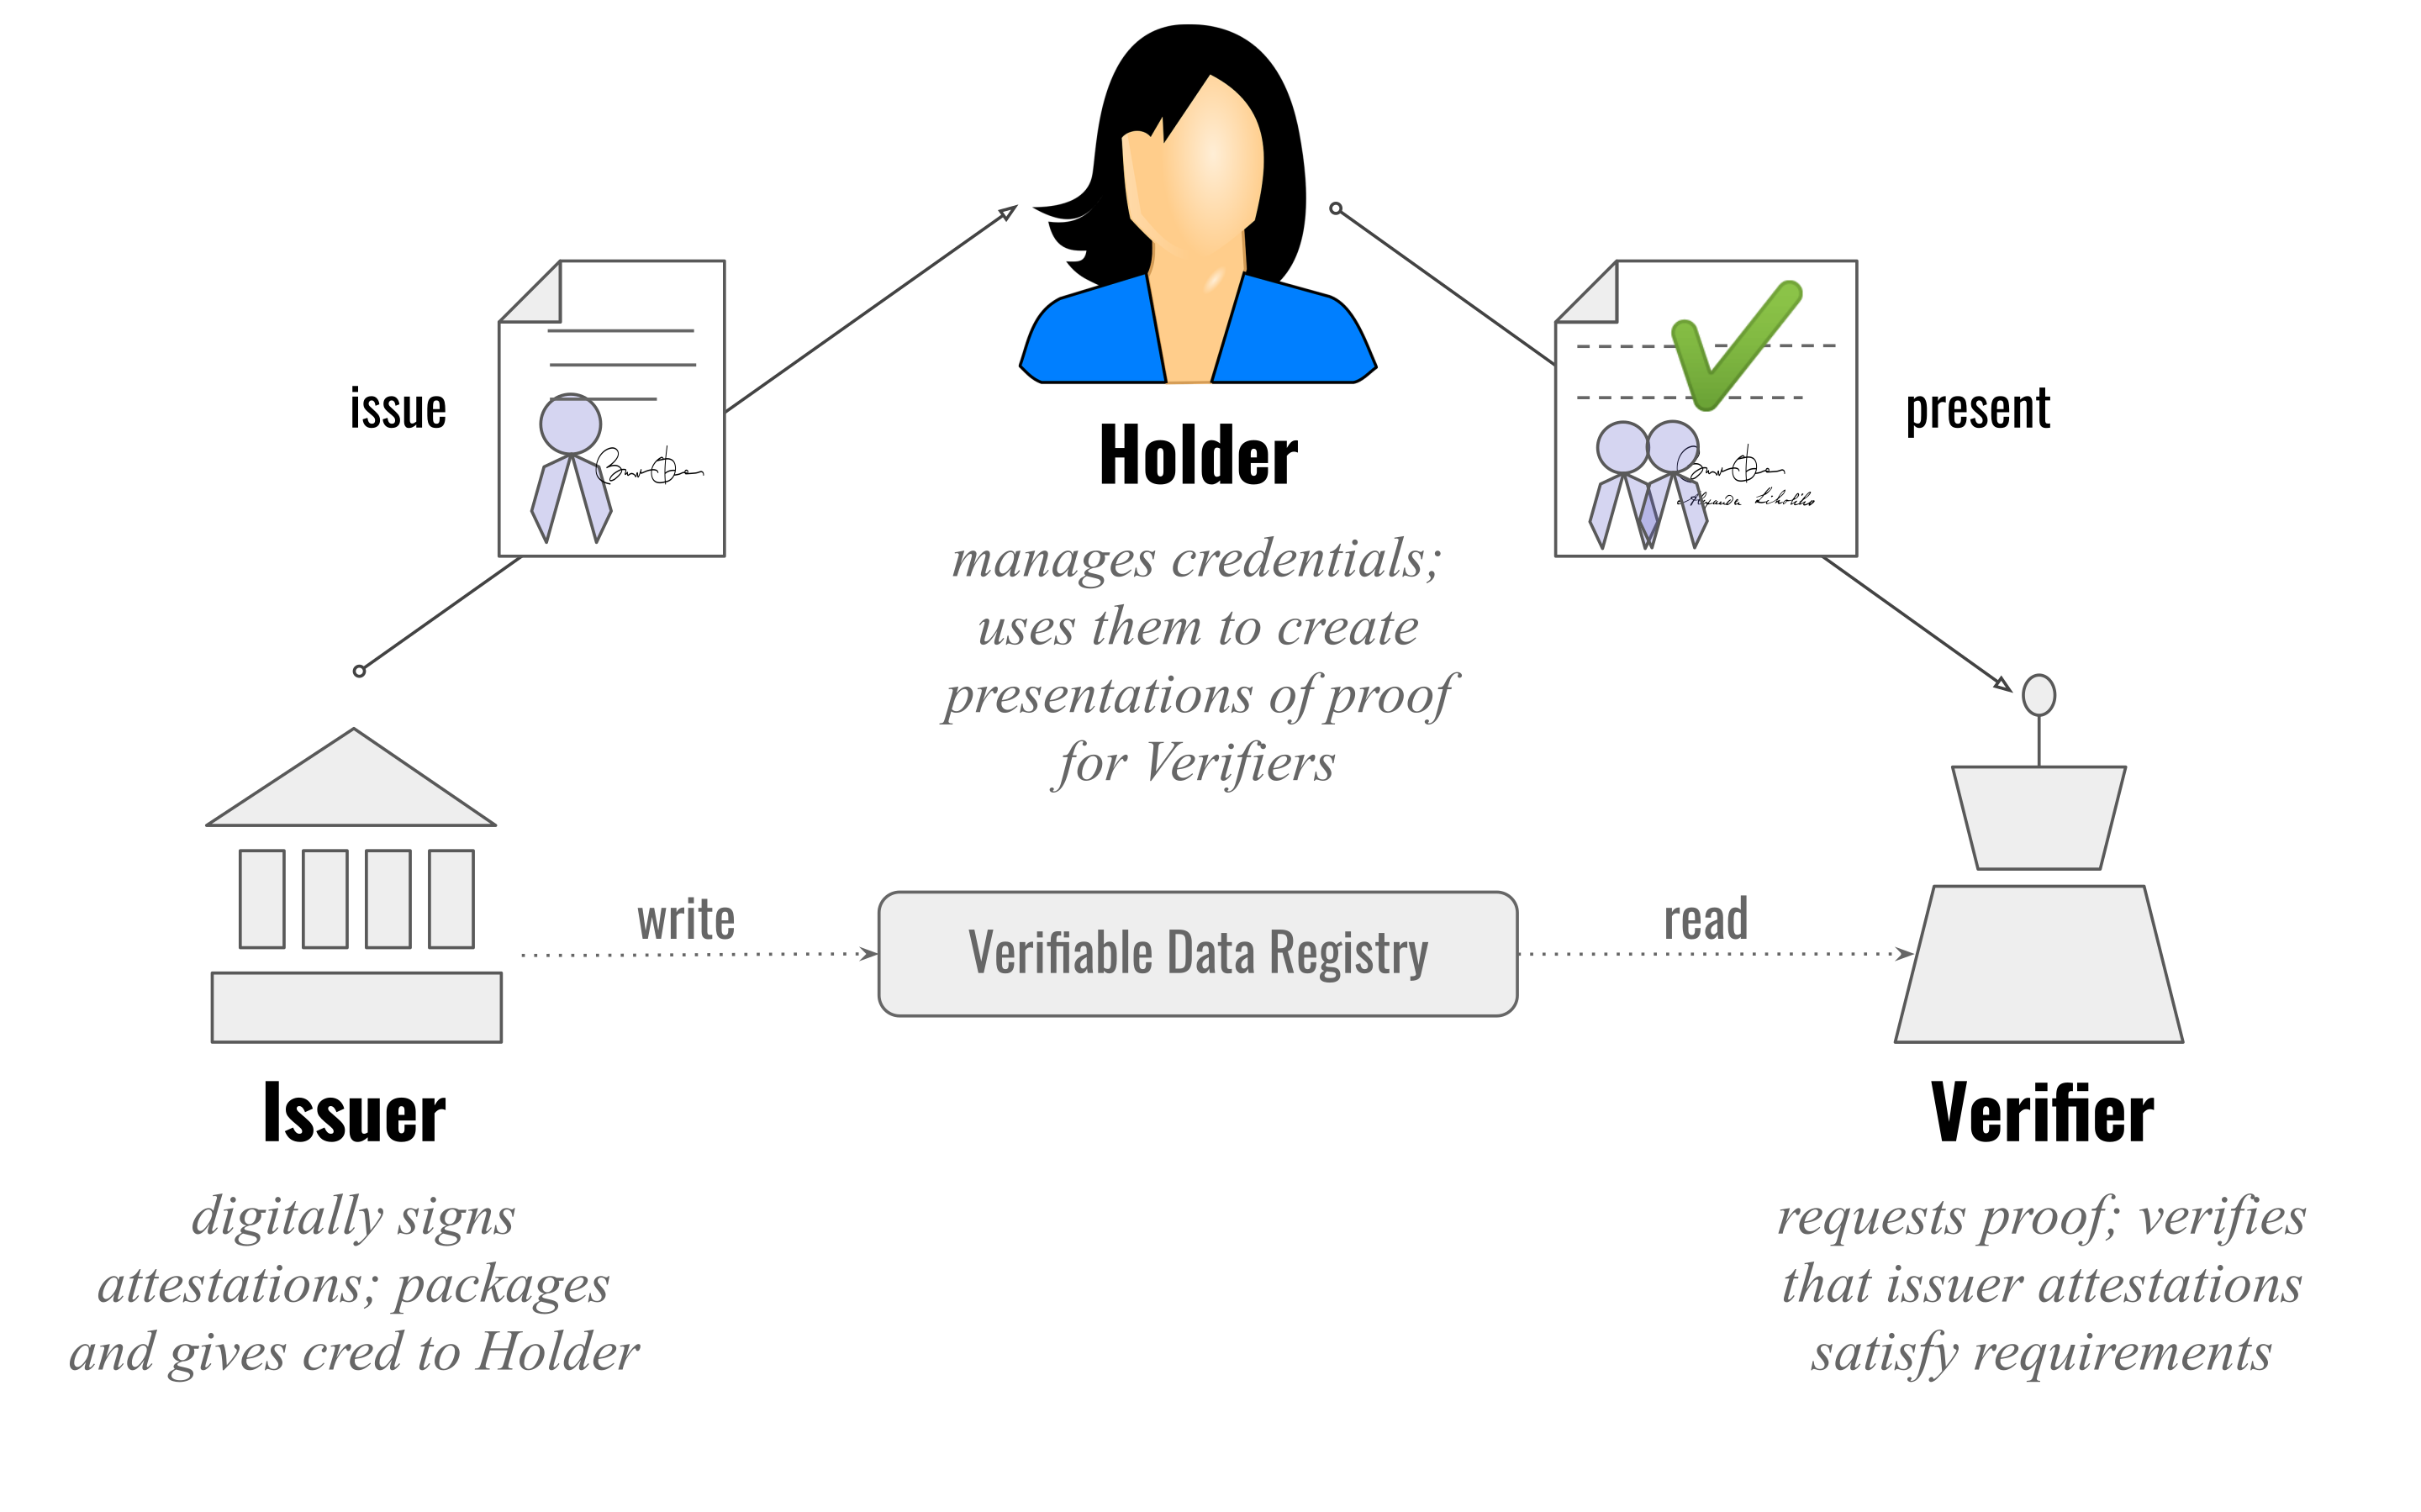 issue
present
Holder
manages credentials;
uses them to create
presentations of proof
for Verifiers
write
Verifiable Data Registry
read
Issuer
digitally signs
attestations; packages
and gives cred to Holder
Verifier
requests proof; verifies
that issuer attestations
satisfy requirements